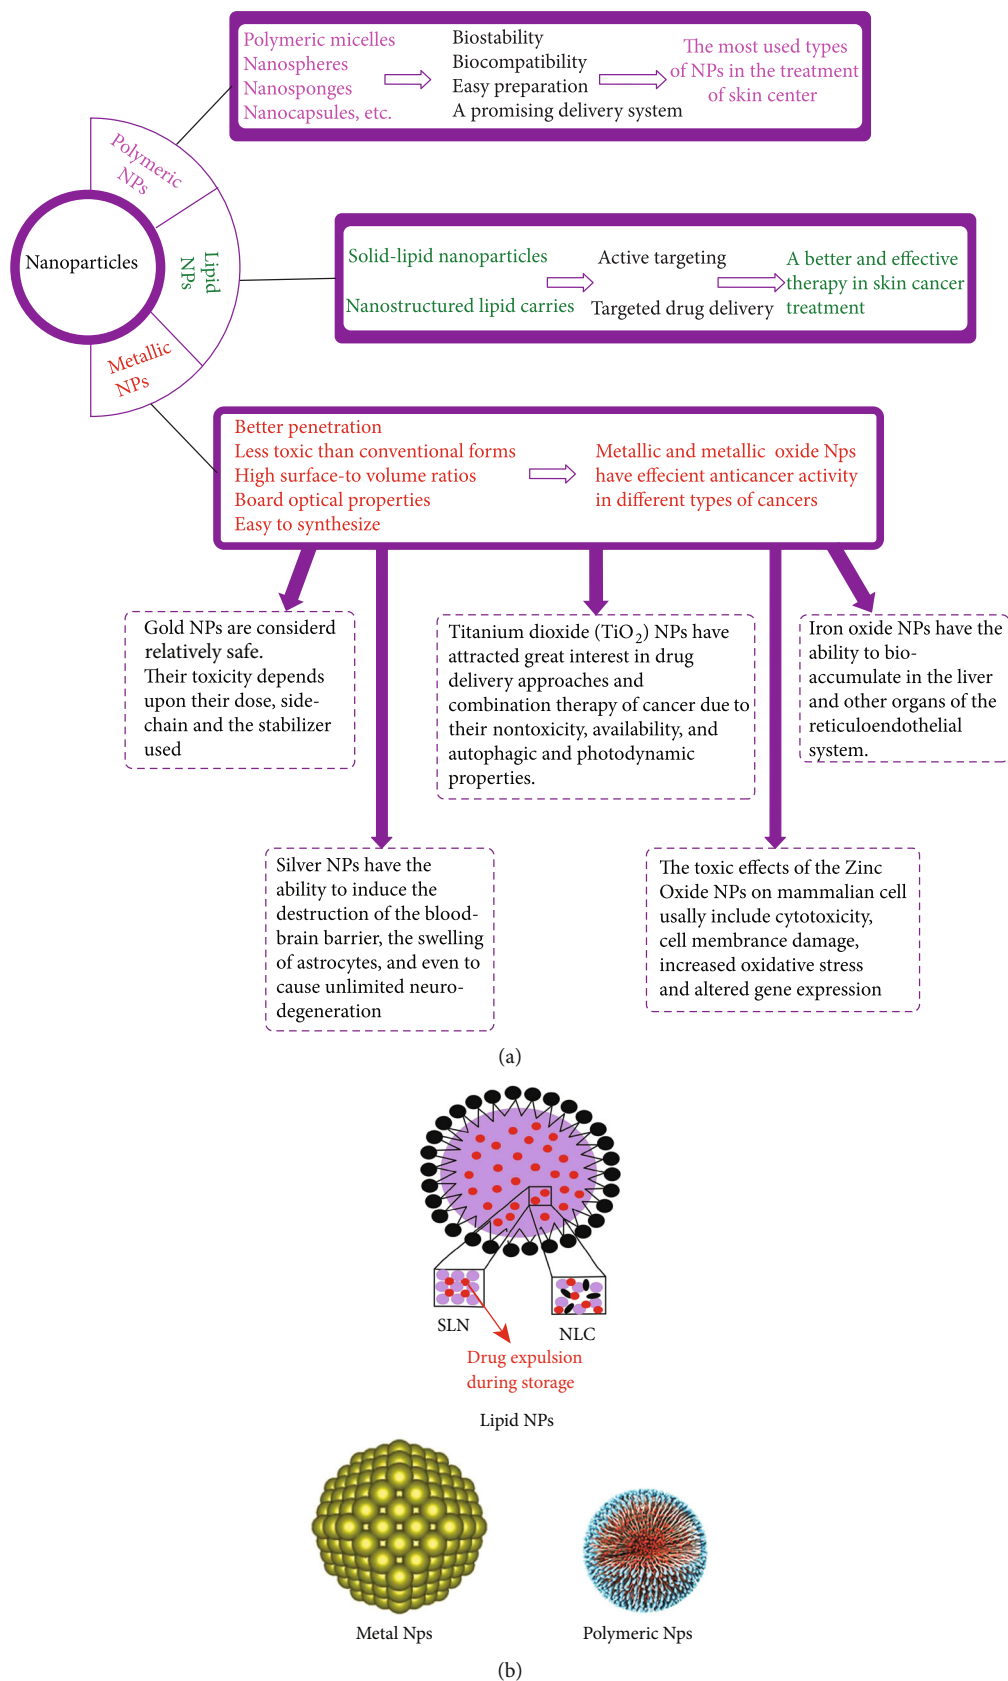 Polymeric micelles
Nanospheres
Nanosponges
Nanocapsules, etc.
Biostability
Biocompatibility
Easy preparation
A promising delivery system
The most used types
of NPs in the treatment
of skin center
Polymeric
NPs
Nanoparticles
Lipid
NPs
Solid-lipid nanoparticles
Nanostructured lipid carries
Active targeting
Targeted drug delivery
A better and effective
therapy in skin cancer
treatment
Metallic
NPs
Better penetration
Less toxic than conventional forms
High surface-to volume ratios
Board optical properties
Easy to synthesize
Metallic and metallic oxide Nps
have effecient anticancer activity
in different types of cancers
Gold NPs are considerd
relatively safe.
Their toxicity depends
upon their dose, side-
chain and the stabilizer
used
Titanium dioxide (TiO2) NPs have
attracted great interest in drug
delivery approaches and
combination therapy of cancer due to
their nontoxicity, availability, and
autophagic and photodynamic
properties.
Iron oxide NPs have the
ability to bio-
accumulate in the liver
and other organs of the
reticuloendothelial
system.
Silver NPs have the
ability to induce the
destruction of the blood-
brain barrier, the swelling
of astrocytes, and even to
cause unlimited neuro-
degeneration
The toxic effects of the Zinc
Oxide NPs on mammalian cell
usally include cytotoxicity,
cell membrance damage,
increased oxidative stress
and altered gene expression
(a)
SLN
NLC
Drug expulsion
during storage
Lipid NPs
Metal Nps
Polymeric Nps
(b)